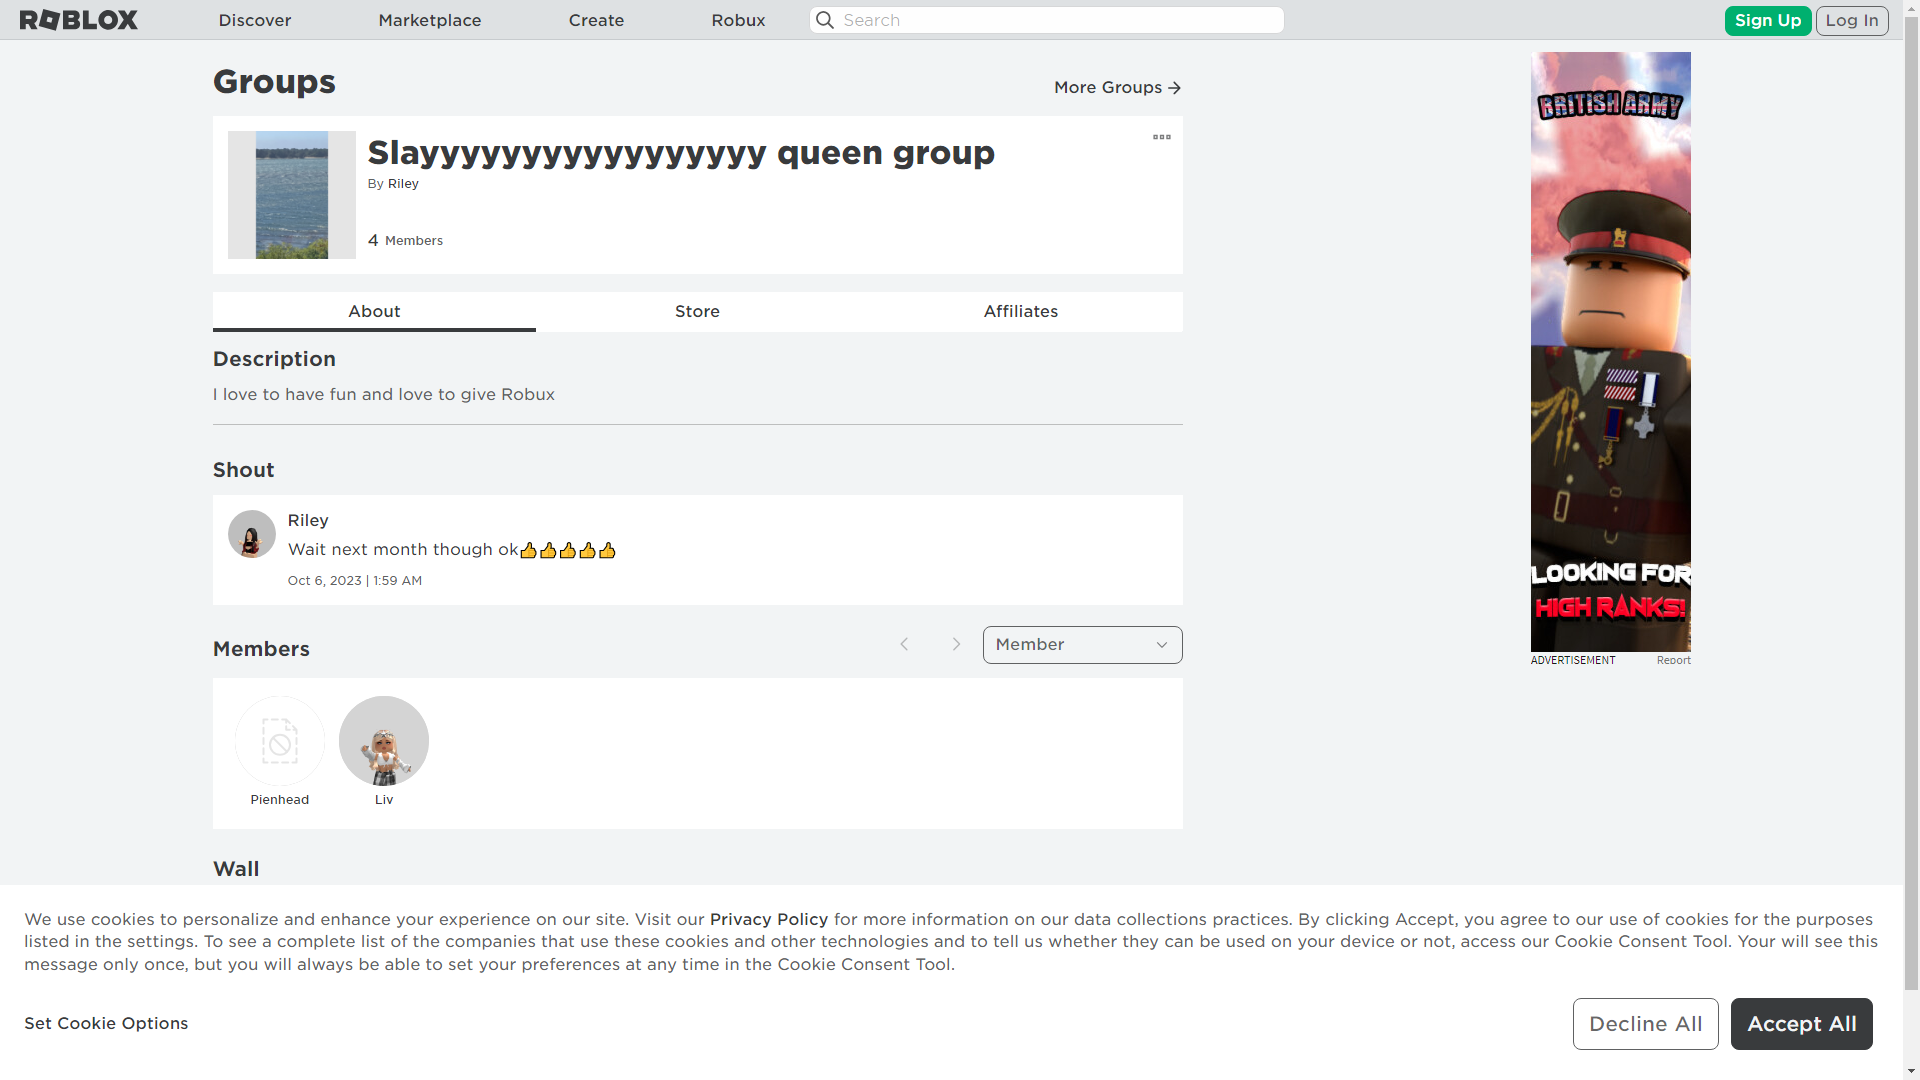 ROBLOX
Discover
Marketplace
Create
Robux
Search
Sign Up
Log In
Groups
More Groups
Slayyyyyyyyyyyyyyyyy queen group
By Riley
4 Members
About
Store
Affiliates
Description
I love to have fun and love to give Robux
Shout
Riley
Wait next month though ok👍👍👍👍👍
Oct 6, 2023 | 1:59 AM
Members
Member
Pienhead
Liv
Wall
BRITISH ARMY
LOOKING FOR
HIGH RANKS!
ADVERTISEMENT
Report
We use cookies to personalize and enhance your experience on our site. Visit our Privacy Policy for more information on our data collections practices. By clicking Accept, you agree to our use of cookies for the purposes
listed in the settings. To see a complete list of the companies that use these cookies and other technologies and to tell us whether they can be used on your device or not, access our Cookie Consent Tool. Your will see this
message only once, but you will always be able to set your preferences at any time in the Cookie Consent Tool.
Set Cookie Options
Decline All
Accept All